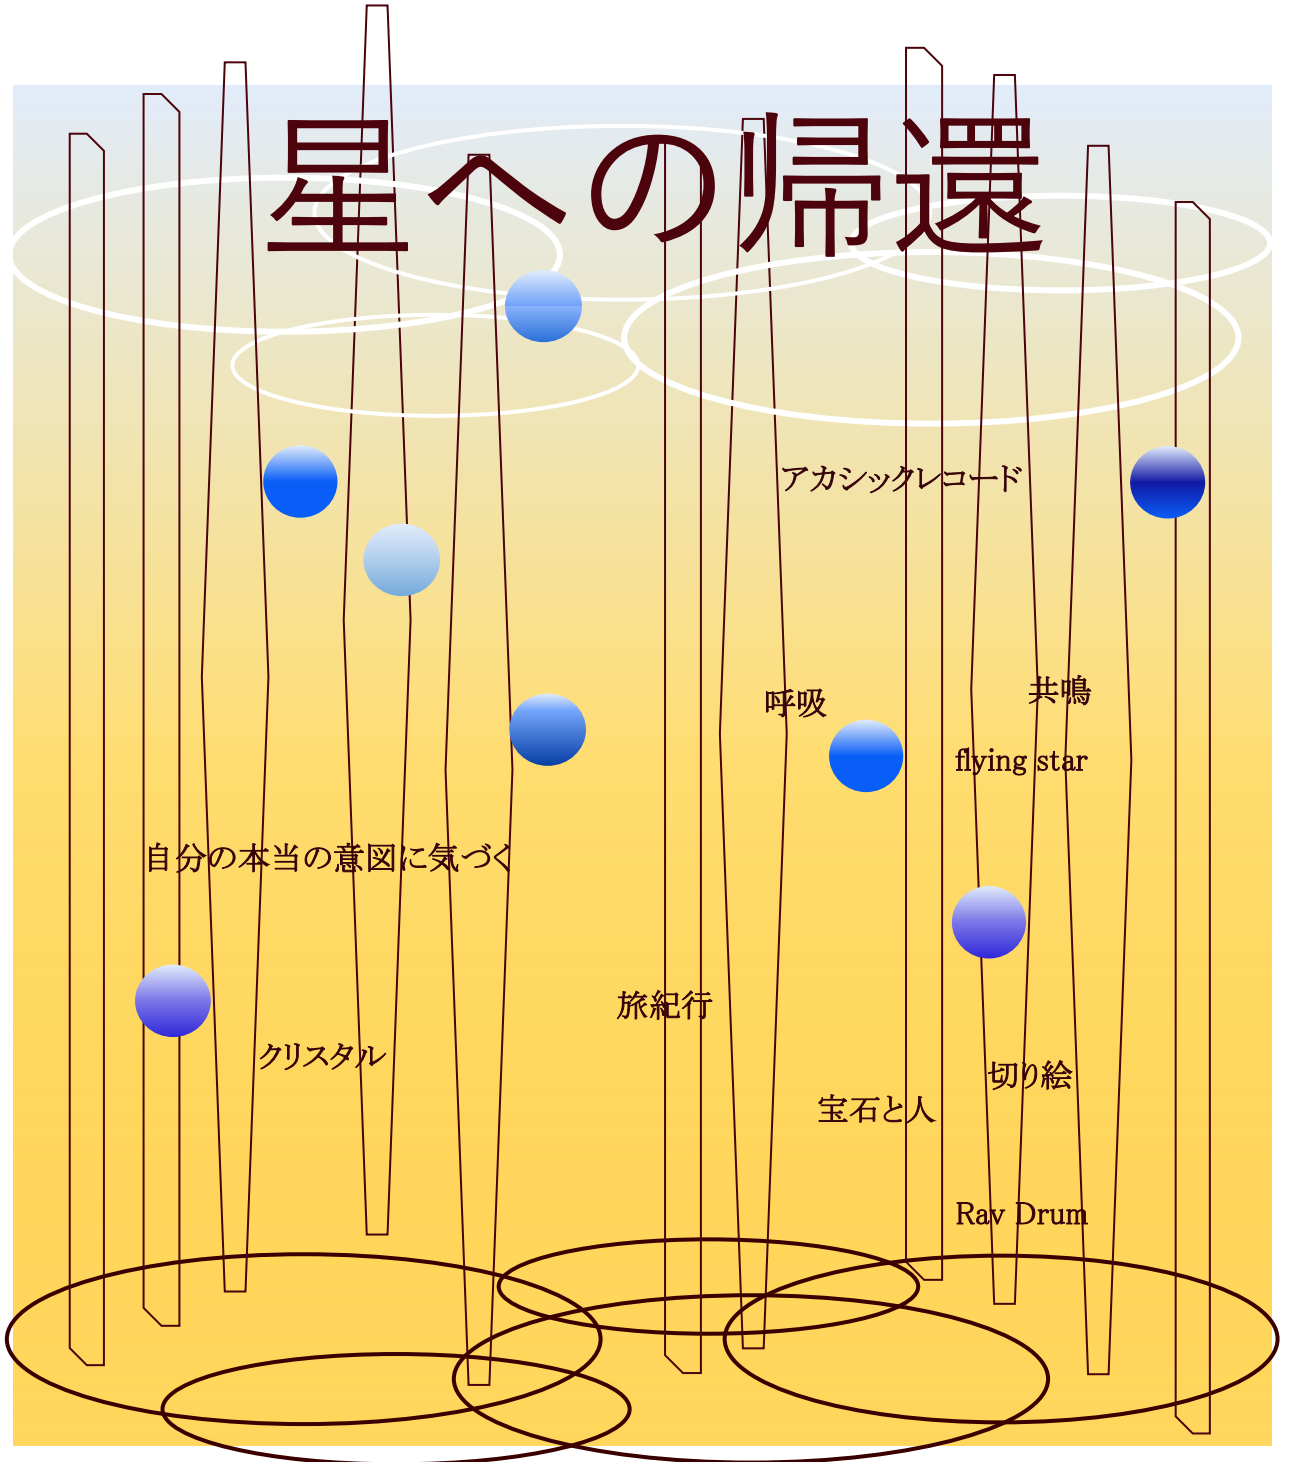 星への帰還
アカシックレコード
呼吸
共鳴
flying star
自分の本当の意図に気づく
旅紀行
クリスタル
切り絵
宝石と人
Rav Drum